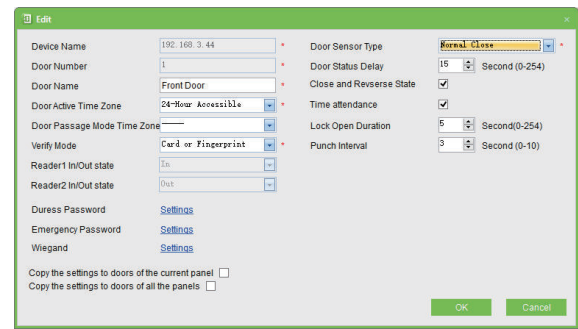 Edit
Device Name 192.168.3.44 *
Door Number 1 *
Door Name Front Door *
Door Active Time Zone 24-Hour Accessible *
Door Passage Mode Time Zone --------
Verify Mode Card or Fingerprint *
Reader1 In/Out state In
Reader2 In/Out state Out
Duress Password Settings
Emergency Password Settings
Wiegand Settings
Copy the settings to doors of the current panel
Copy the settings to doors of all the panels
Door Sensor Type Normal Close *
Door Status Delay 15 Second (0-254)
Close and Revserse State
Time attendance
Lock Open Duration 5 Second(0-254)
Punch Interval 3 Second (0-10)
OK Cancel